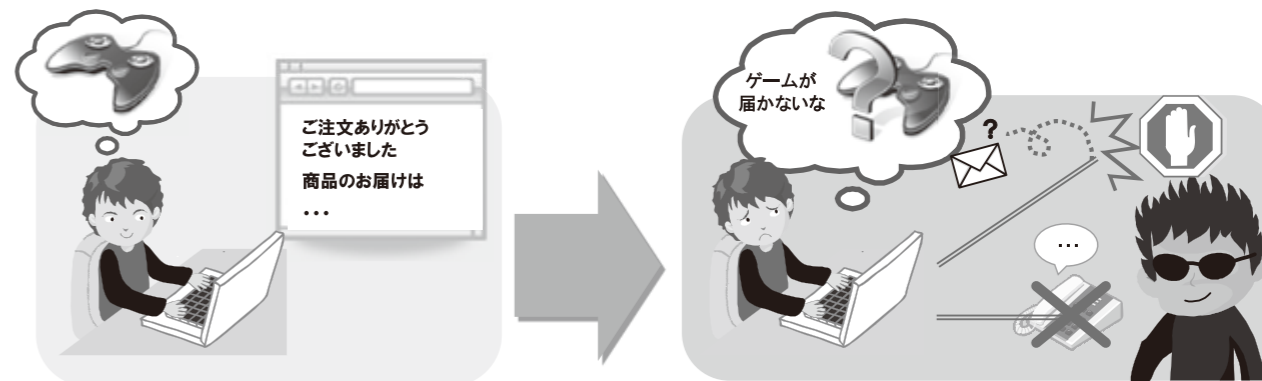 ご注文ありがとう
ございました
商品のお届けは
...
ゲームが
届かないな
?
?
...